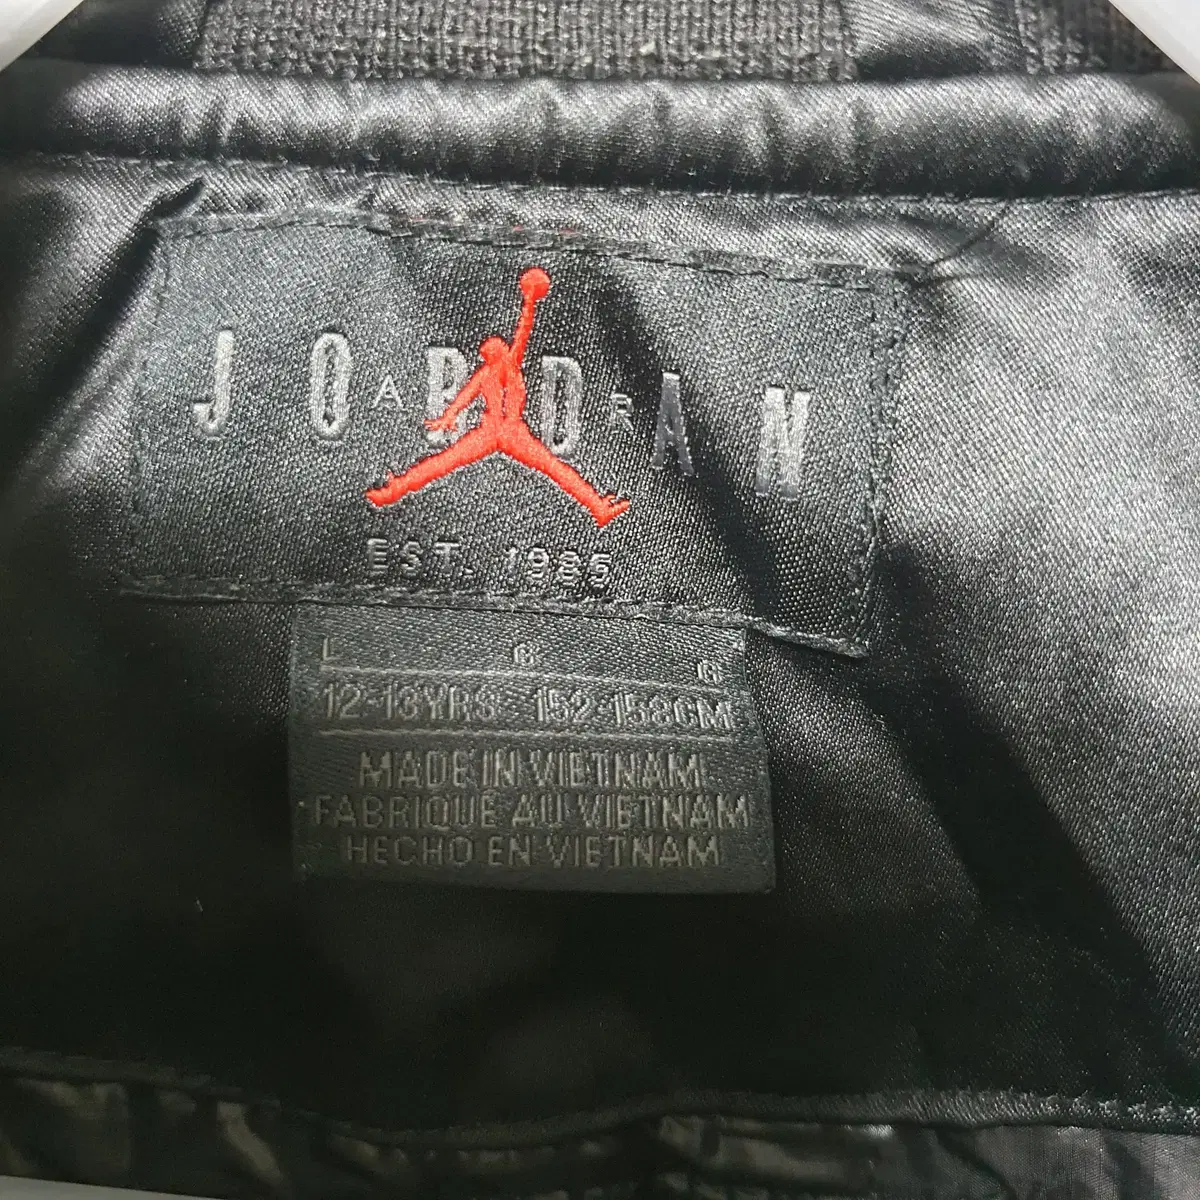 JORDAN
AIR
EST. 1985
L G G
12-13YRS 152-158CM
MADE IN VIETNAM
FABRIQUE AU VIETNAM
HECHO EN VIETNAM